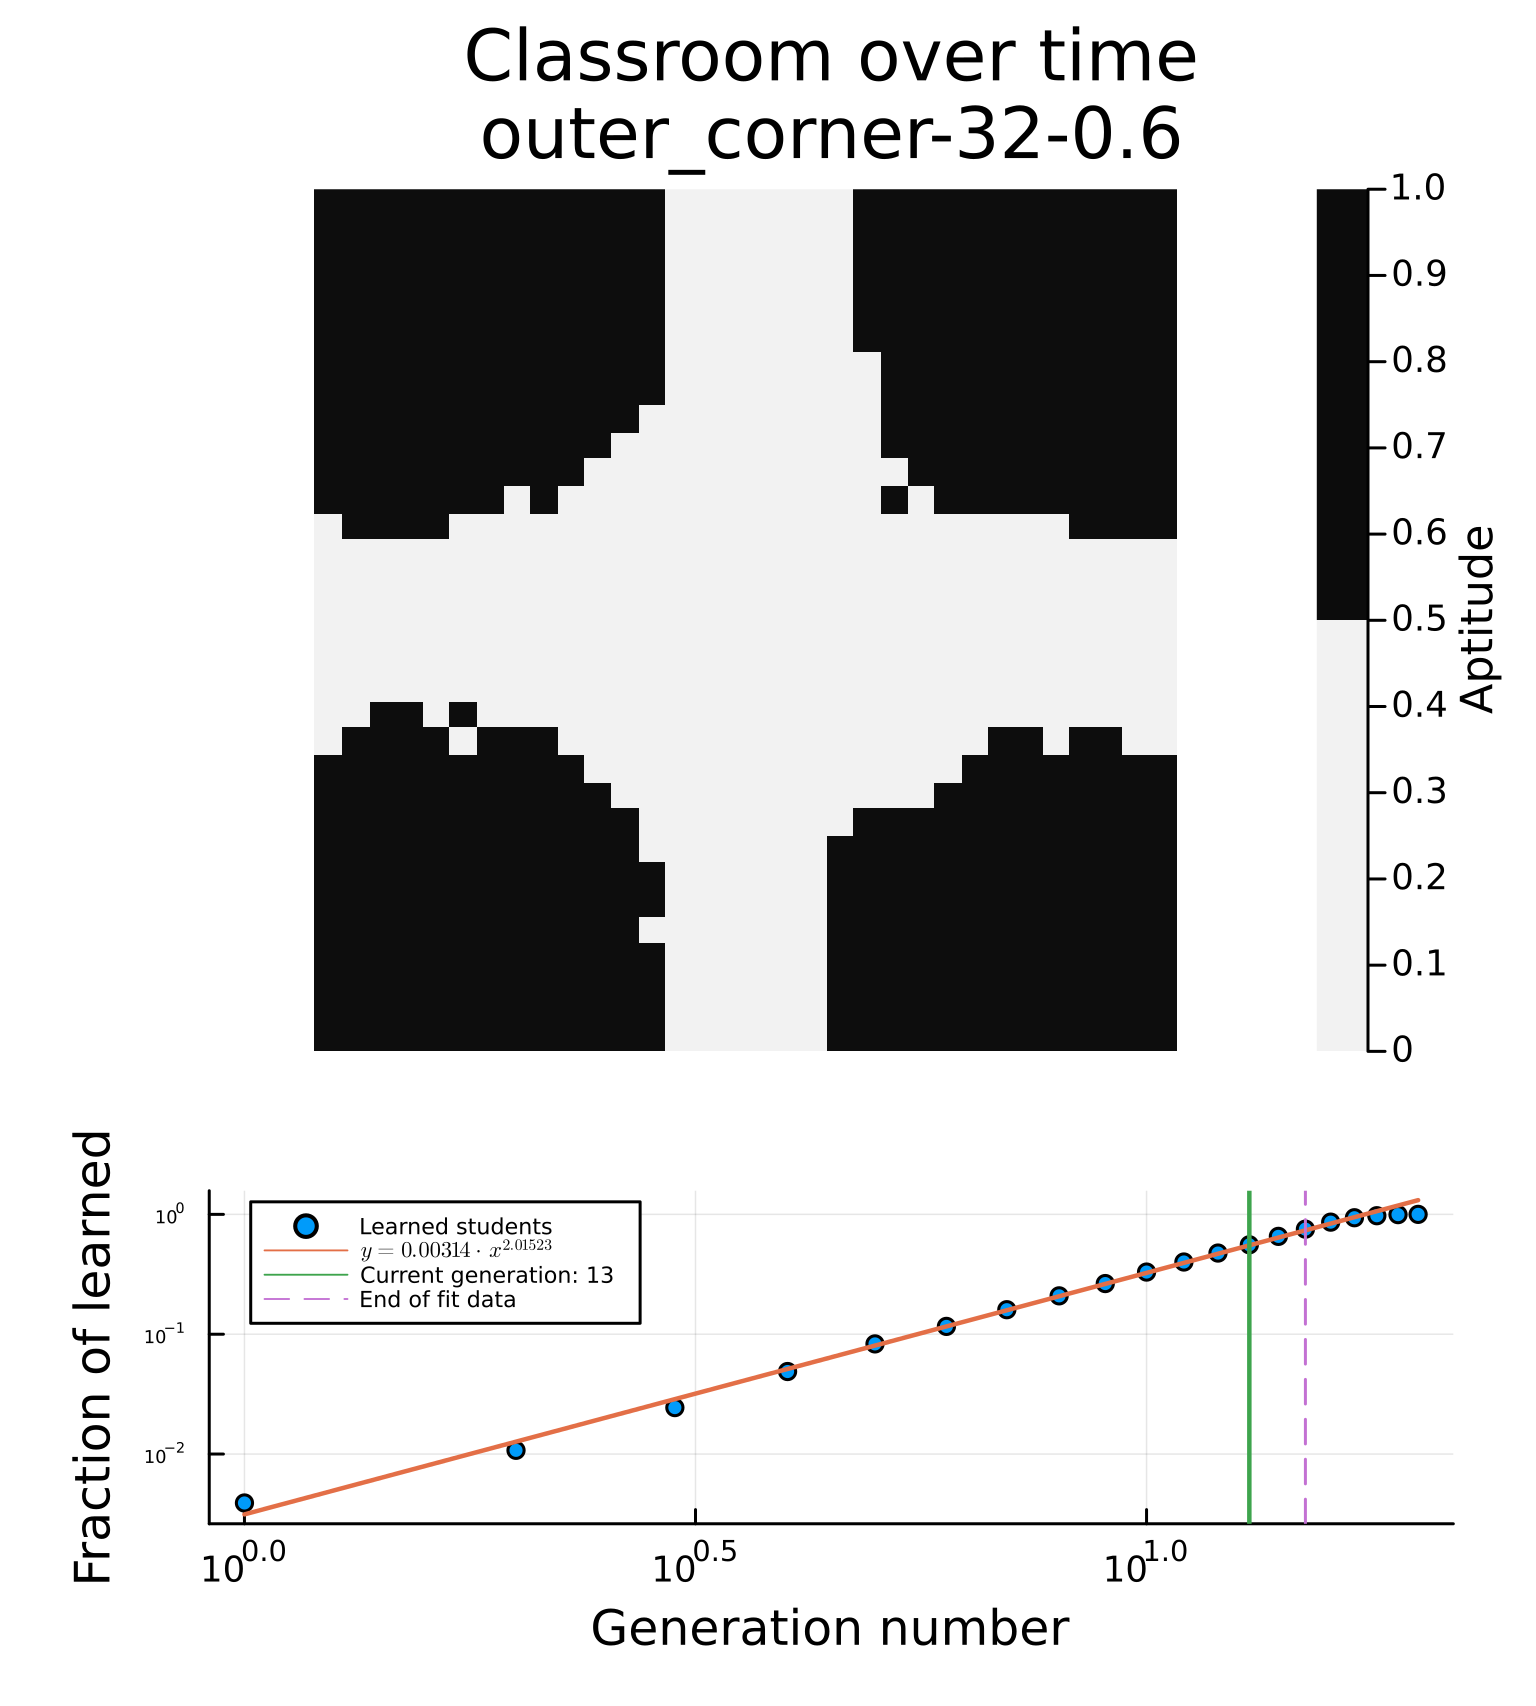 Classroom over time
outer_corner-32-0.6
1.0
0.9
0.8
0.7
0.6
0.5
0.4
0.3
0.2
0.1
0
Aptitude
Fraction of learned
10^0
10^-1
10^-2
Learned students
y = 0.00314 · x^2.01523
Current generation: 13
End of fit data
10^0.0
10^0.5
10^1.0
Generation number